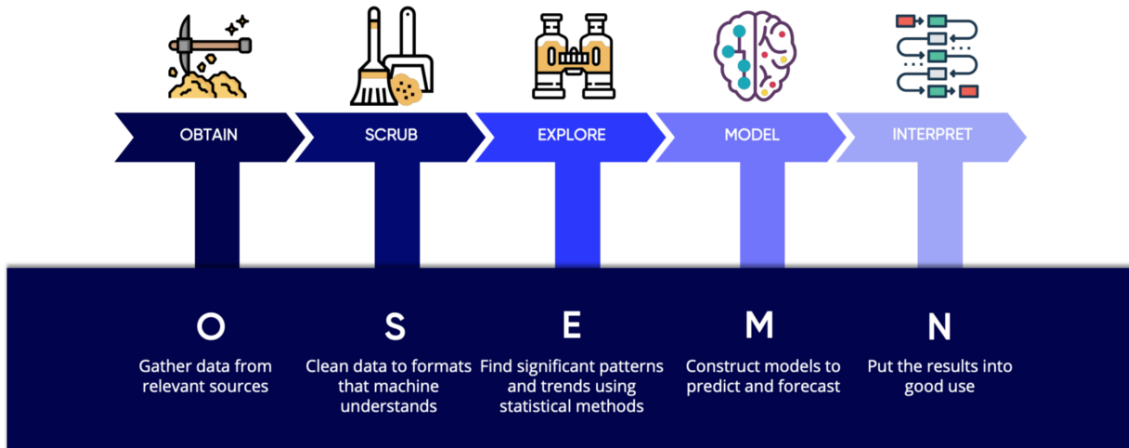 OBTAIN
SCRUB
EXPLORE
MODEL
INTERPRET
O
Gather data from
relevant sources
S
Clean data to formats
that machine
understands
E
Find significant patterns
and trends using
statistical methods
M
Construct models to
predict and forecast
N
Put the results into
good use